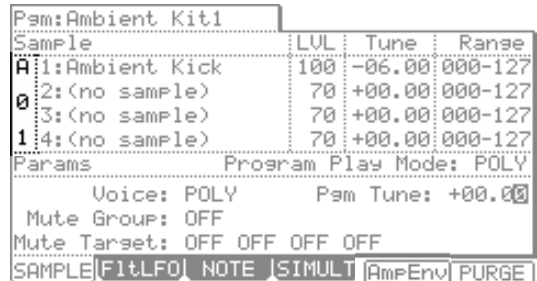 Pgm:Ambient Kit1
Sample LVL Tune Range
A 1:Ambient Kick 100 -06.00 000-127
0 2:(no sample) 70 +00.00 000-127
3:(no sample) 70 +00.00 000-127
1 4:(no sample) 70 +00.00 000-127
Params Program Play Mode: POLY
Voice: POLY Pgm Tune: +00.00
Mute Group: OFF
Mute Target: OFF OFF OFF OFF
SAMPLE FltLFO NOTE SIMULT AmpEnv PURGE